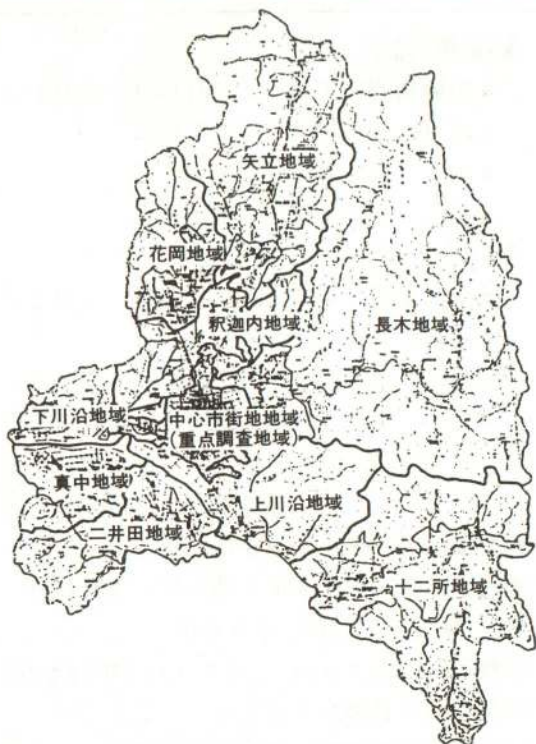 矢立地域
花岡地域
釈迦内地域
長木地域
下川沿地域
中心市街地地域
(重点調査地域)
真中地域
上川沿地域
二井田地域
十二所地域